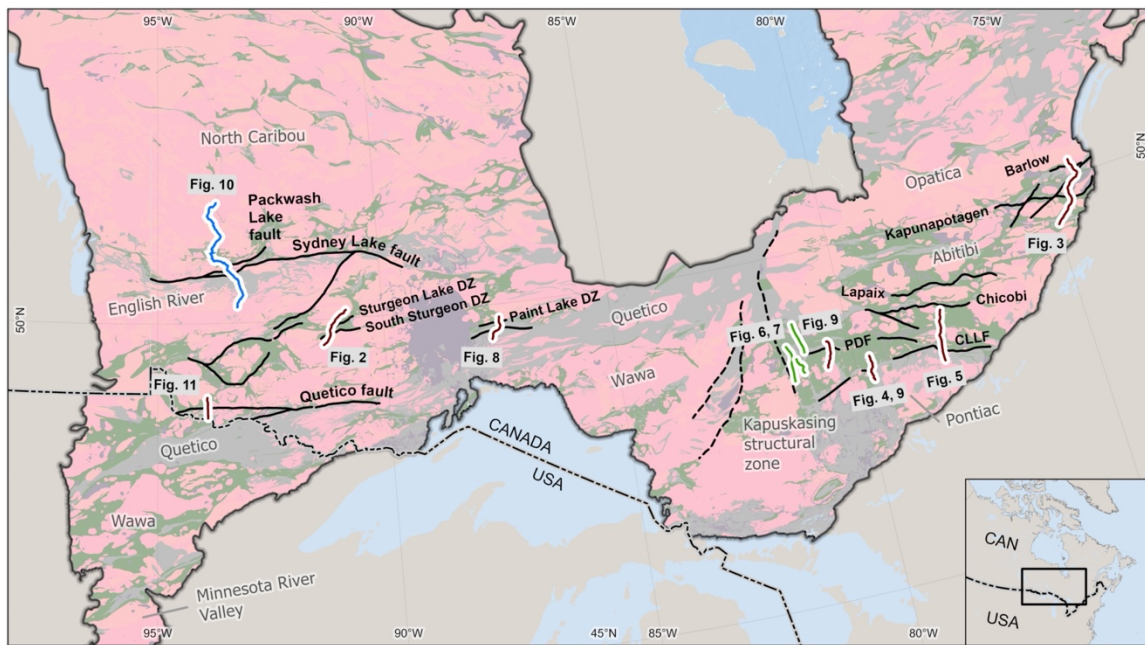 95°W
90°W
85°W
80°W
75°W
North Caribou
50°N
Opatica
Barlow
Fig. 10
Packwash
Lake
fault
Kapunapotagen
Sydney Lake fault
Fig. 3
Abitibi
English River
Lapaix
Chicobi
Sturgeon Lake DZ
South Sturgeon DZ
Paint Lake DZ
Quetico
50°N
Fig. 6, 7
Fig. 9
PDF
CLLF
Fig. 2
Fig. 8
Wawa
Fig. 11
Fig. 5
Fig. 4, 9
Quetico fault
Pontiac
Kapuskasing
structural
zone
CANADA
USA
Quetico
Wawa
CAN
USA
Minnesota River
Valley
95°W
90°W
45°N
85°W
80°W